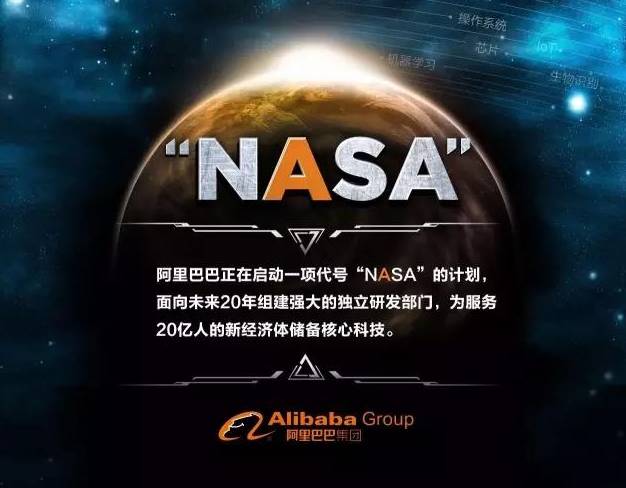 操作系统
芯片
IoT
机器学习
生物识别
“NASA”
阿里巴巴正在启动一项代号“NASA”的计划，
面向未来20年组建强大的独立研发部门，为服务
20亿人的新经济体储备核心科技。
Alibaba Group
阿里巴巴集团